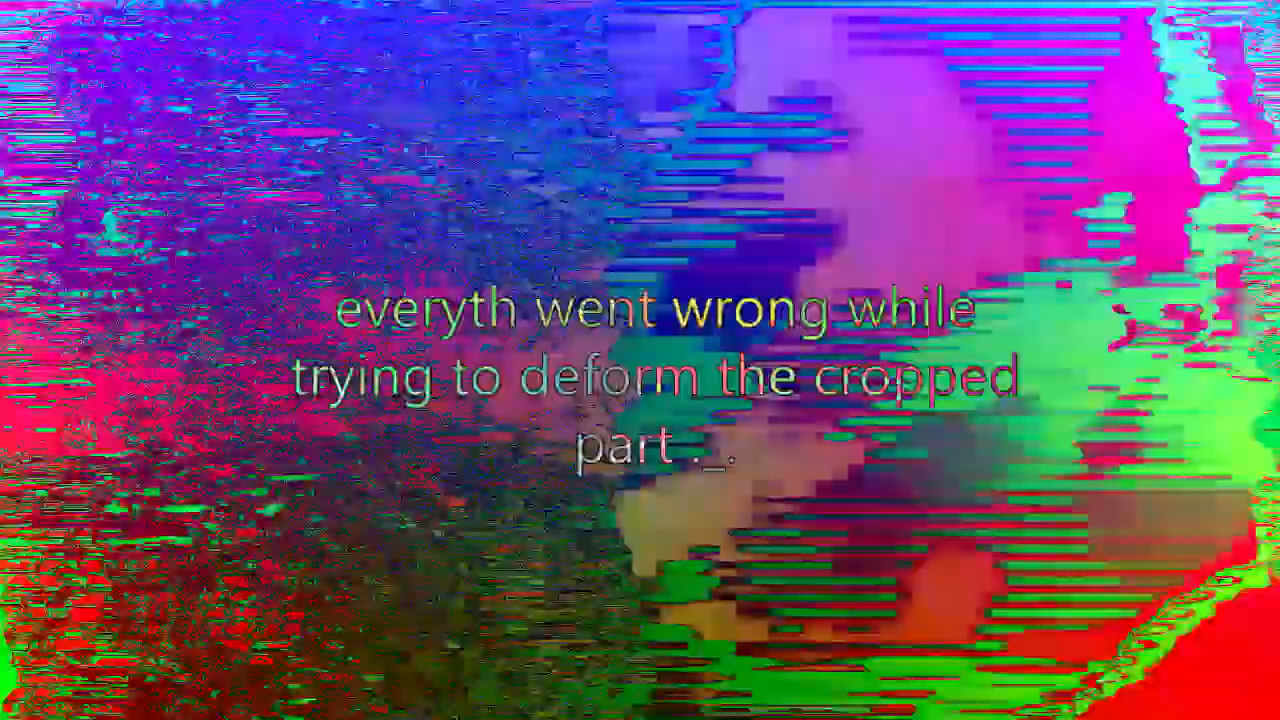 everyth went wrong while
trying to deform the cropped
part ._.